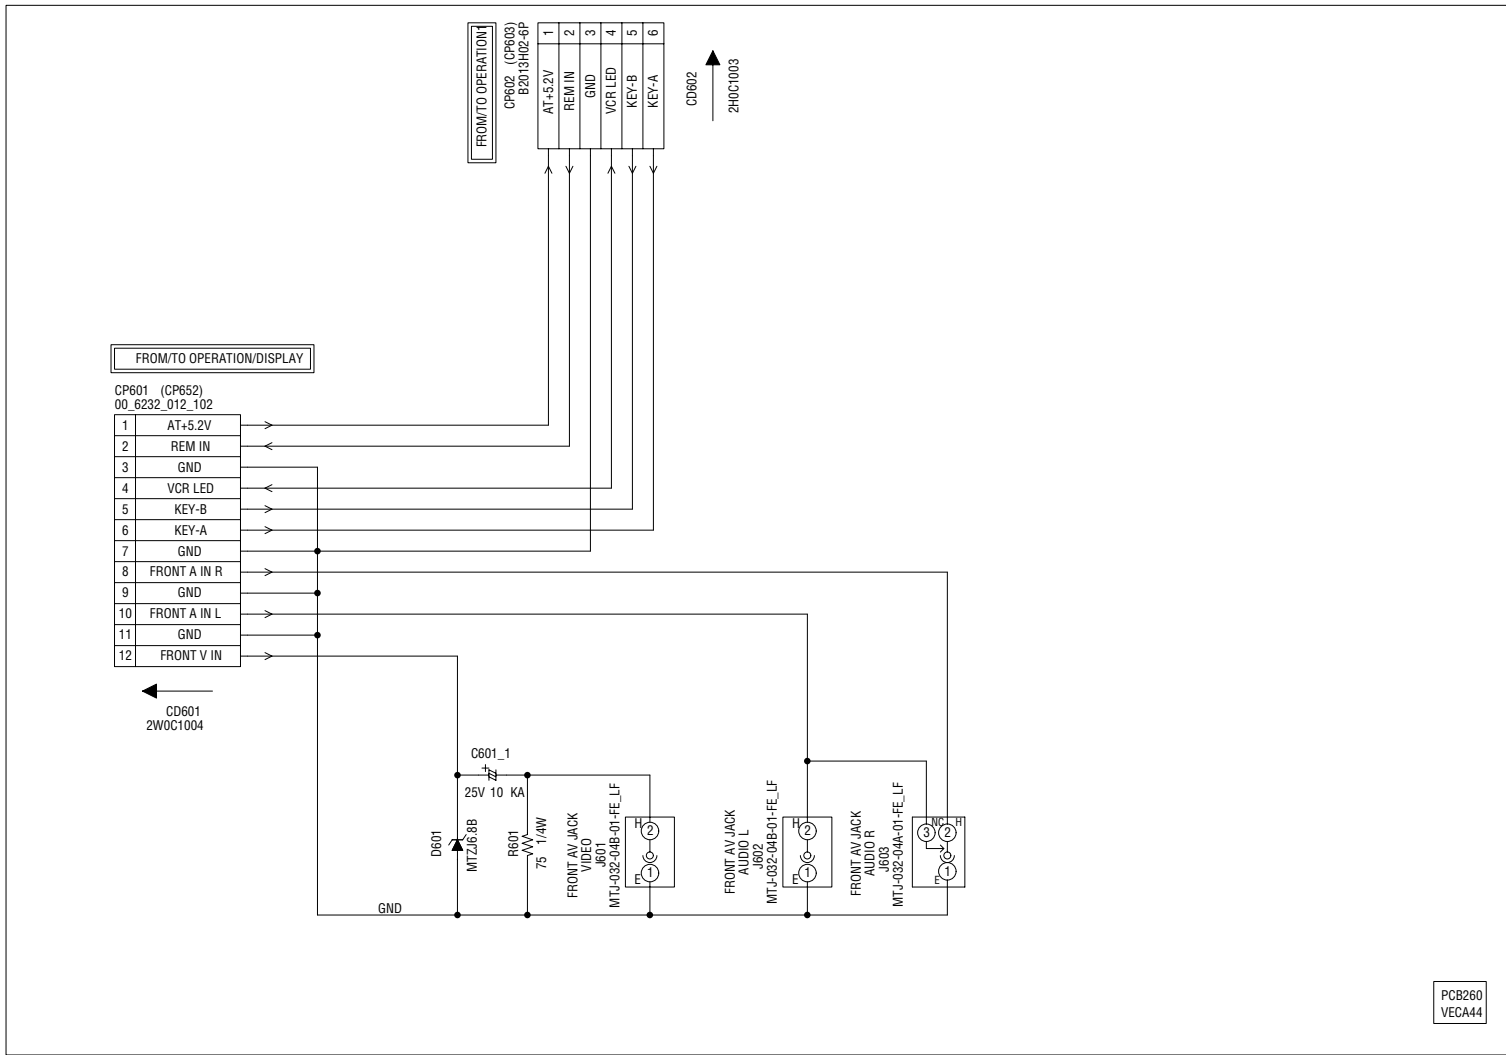 FROM/TO OPERATION1
CP602 (CP603)
B2013H02-6P
1 2 3 4 5 6
AT+5.2V
REM IN
GND
VCR LED
KEY-B
KEY-A
CD602
2H0C1003
FROM/TO OPERATION/DISPLAY
CP601 (CP652)
00_6232_012_102
1 AT+5.2V
2 REM IN
3 GND
4 VCR LED
5 KEY-B
6 KEY-A
7 GND
8 FRONT A IN R
9 GND
10 FRONT A IN L
11 GND
12 FRONT V IN
CD601
2W0C1004
C601_1
+
25V 10 KA
D601
MTZJ6.8B
R601
75 1/4W
FRONT AV JACK
VIDEO
J601
MTJ-032-04B-01-FE_LF
H
2
E
1
FRONT AV JACK
AUDIO L
J602
MTJ-032-04B-01-FE_LF
H
2
E
1
FRONT AV JACK
AUDIO R
J603
MTJ-032-04A-01-FE_LF
NC H
3 2
E
1
GND
PCB260
VECA44